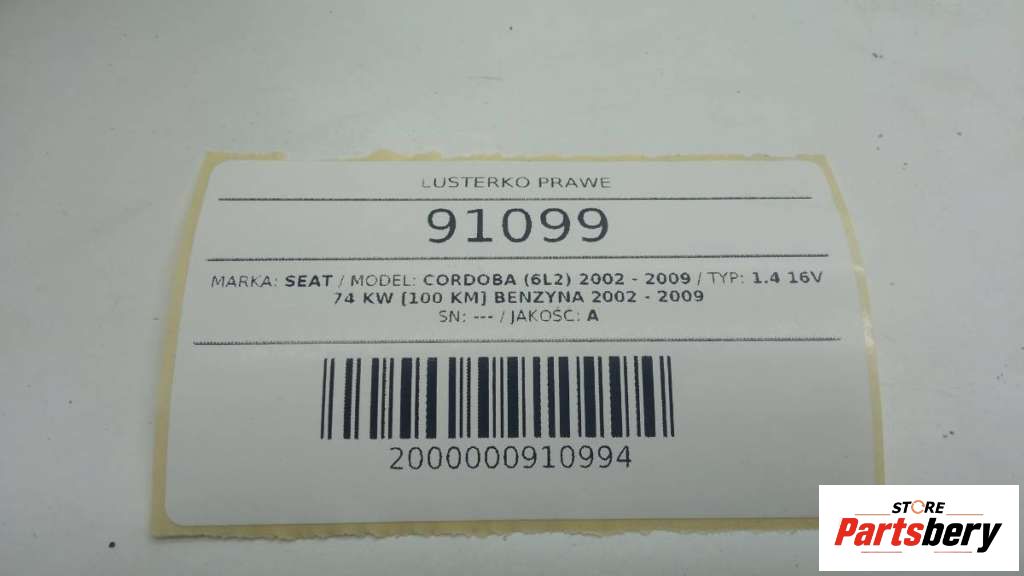 LUSTERKO PRAWE
91099
MARKA: SEAT / MODEL: CORDOBA (6L2) 2002 - 2009 / TYP: 1.4 16V
74 KW [100 KM] BENZYNA 2002 - 2009
SN: --- / JAKOŚĆ: A
2000000910994
STORE
Partsbery